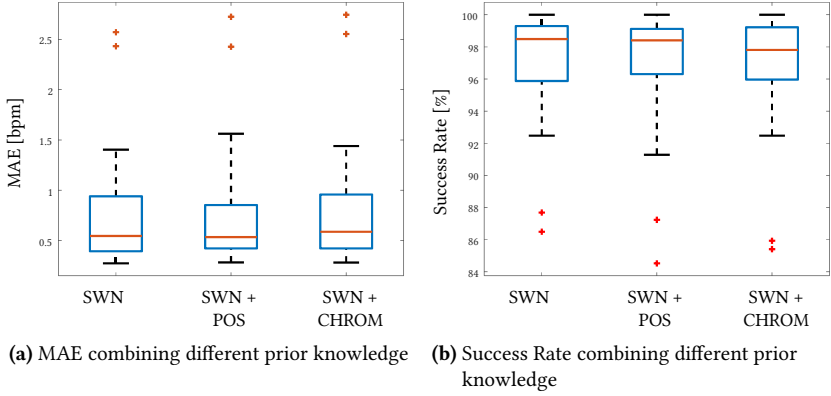 2.5
2
1.5
1
0.5
MAE [bpm]
SWN
SWN +
POS
SWN +
CHROM
(a) MAE combining different prior knowledge
100
98
96
94
92
90
88
86
84
Success Rate [%]
SWN
SWN +
POS
SWN +
CHROM
(b) Success Rate combining different prior
knowledge